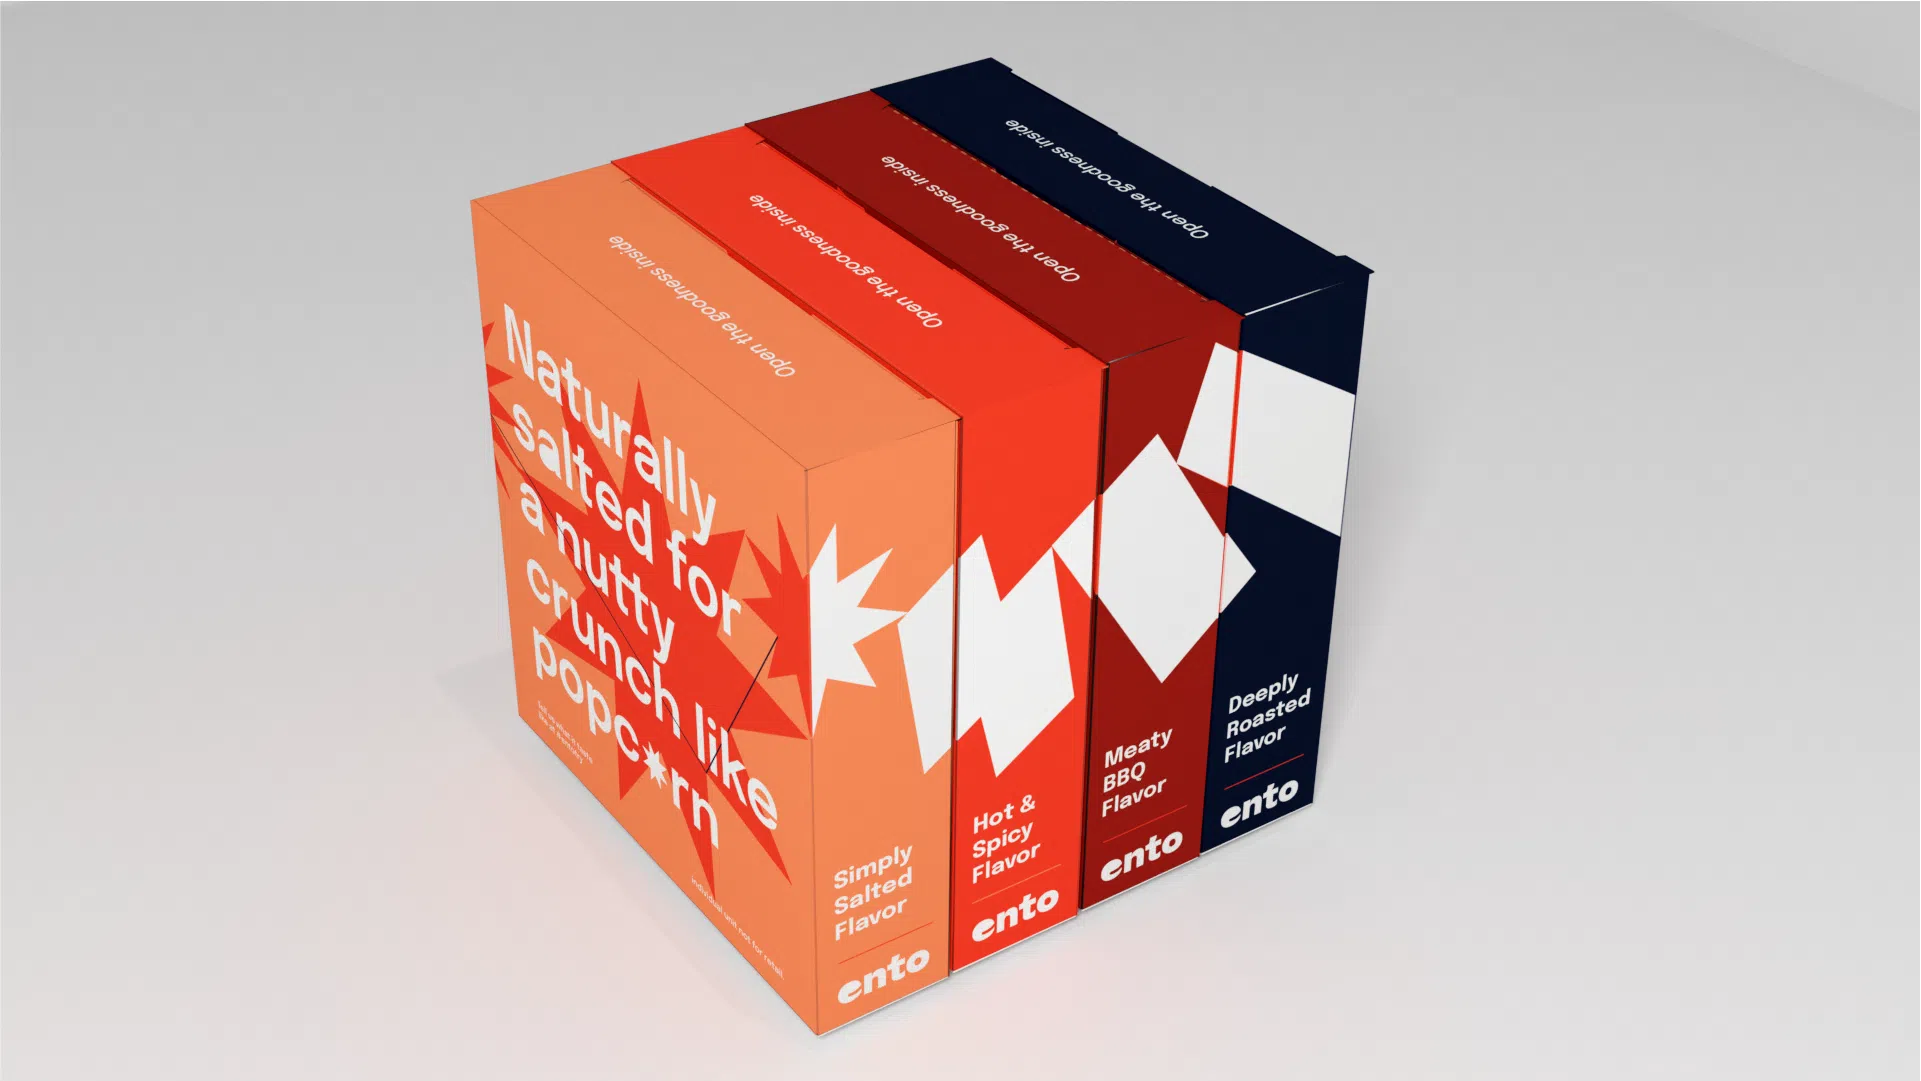 Open the goodness inside
Open the goodness inside
Open the goodness inside
Open the goodness inside
Naturally
salted for
a nutty
crunch like
popc rn
individual unit not for retail
Simply
Salted
Flavor
ento
Hot &
Spicy
Flavor
ento
Meaty
BBQ
Flavor
ento
Deeply
Roasted
Flavor
ento